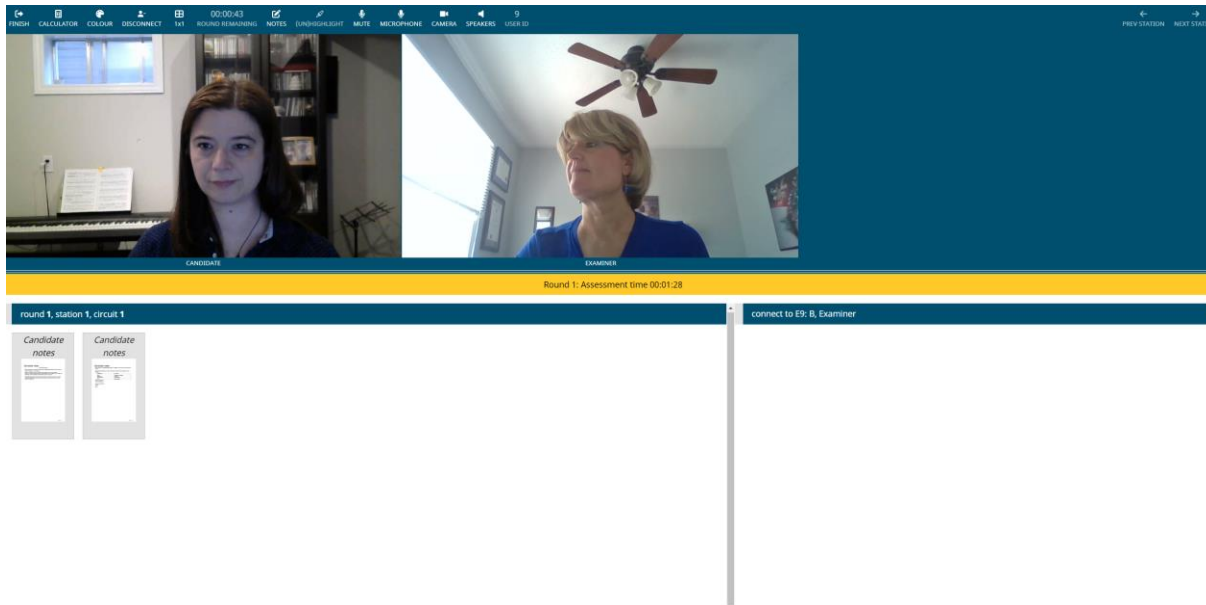 00:00:43
9
FINISH CALCULATOR COLOUR DISCONNECT 1x1 ROUND REMAINING NOTES (UN)HIGHLIGHT MUTE MICROPHONE CAMERA SPEAKERS USER ID PREV STATION NEXT STAT
CANDIDATE EXAMINER
Round 1: Assessment time 00:01:28
round 1, station 1, circuit 1
connect to E9: B, Examiner
Candidate notes
Candidate notes